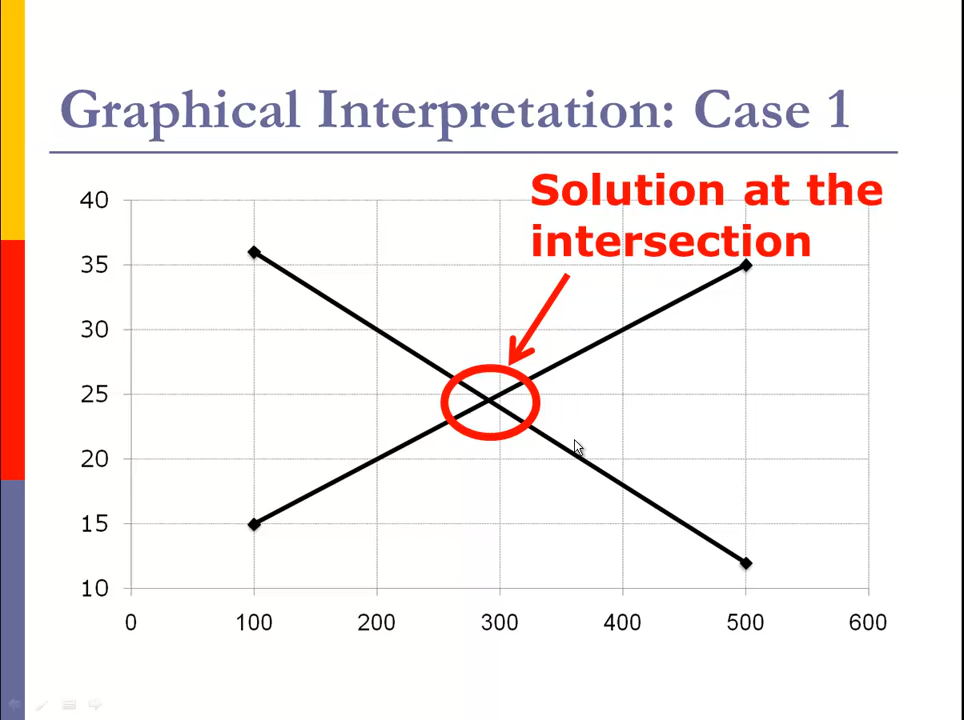 Graphical Interpretation: Case 1
Solution at the
intersection
40
35
30
25
20
15
10
0 100 200 300 400 500 600